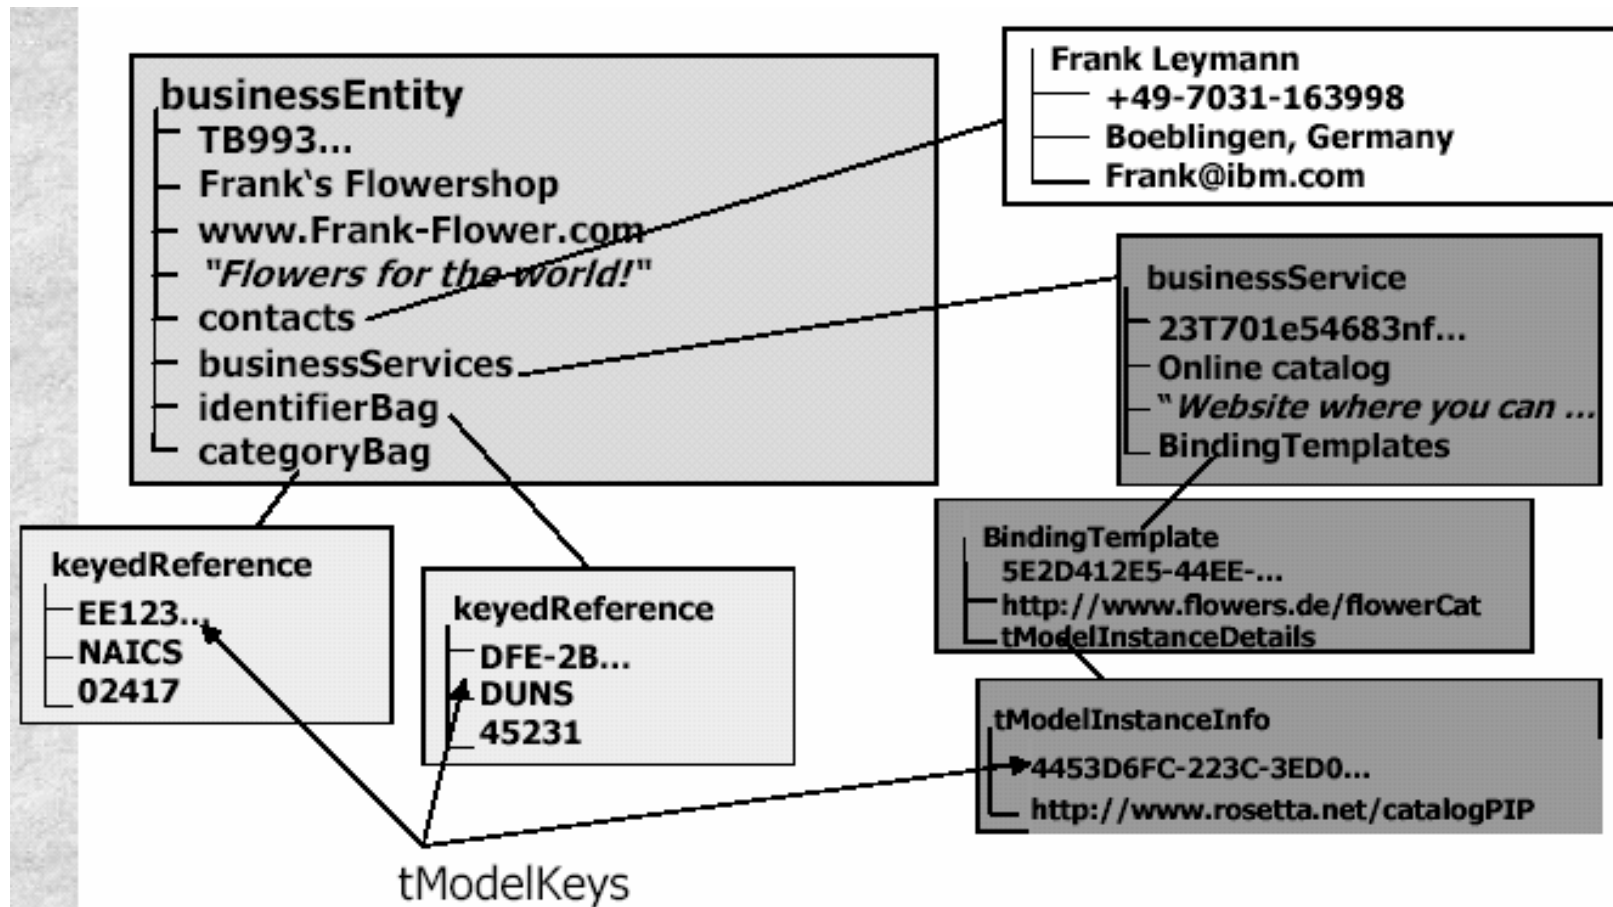 businessEntity
TB993...
Frank's Flowershop
www.Frank-Flower.com
"Flowers for the world!"
contacts
businessServices
identifierBag
categoryBag
Frank Leymann
+49-7031-163998
Boeblingen, Germany
Frank@ibm.com
businessService
23T701e54683nf...
Online catalog
"Website where you can ...
BindingTemplates
BindingTemplate
5E2D412E5-44EE-...
http://www.flowers.de/flowerCat
tModelInstanceDetails
tModelInstanceInfo
4453D6FC-223C-3ED0...
http://www.rosetta.net/catalogPIP
keyedReference
EE123...
NAICS
02417
keyedReference
DFE-2B...
DUNS
45231
tModelKeys